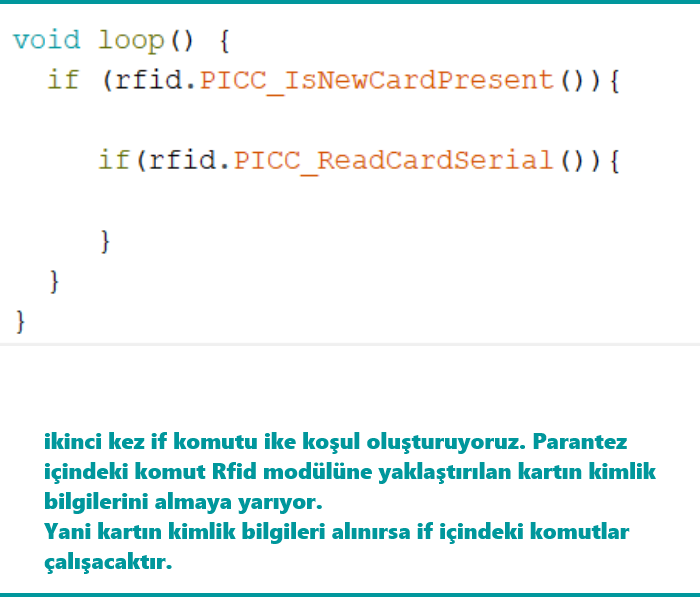 void loop() {
if (rfid.PICC_IsNewCardPresent()){
if(rfid.PICC_ReadCardSerial()){
}
}
}
ikinci kez if komutu ike koşul oluşturuyoruz. Parantez
içindeki komut Rfid modülüne yaklaştırılan kartın kimlik
bilgilerini almaya yarıyor.
Yani kartın kimlik bilgileri alınırsa if içindeki komutlar
çalışacaktır.